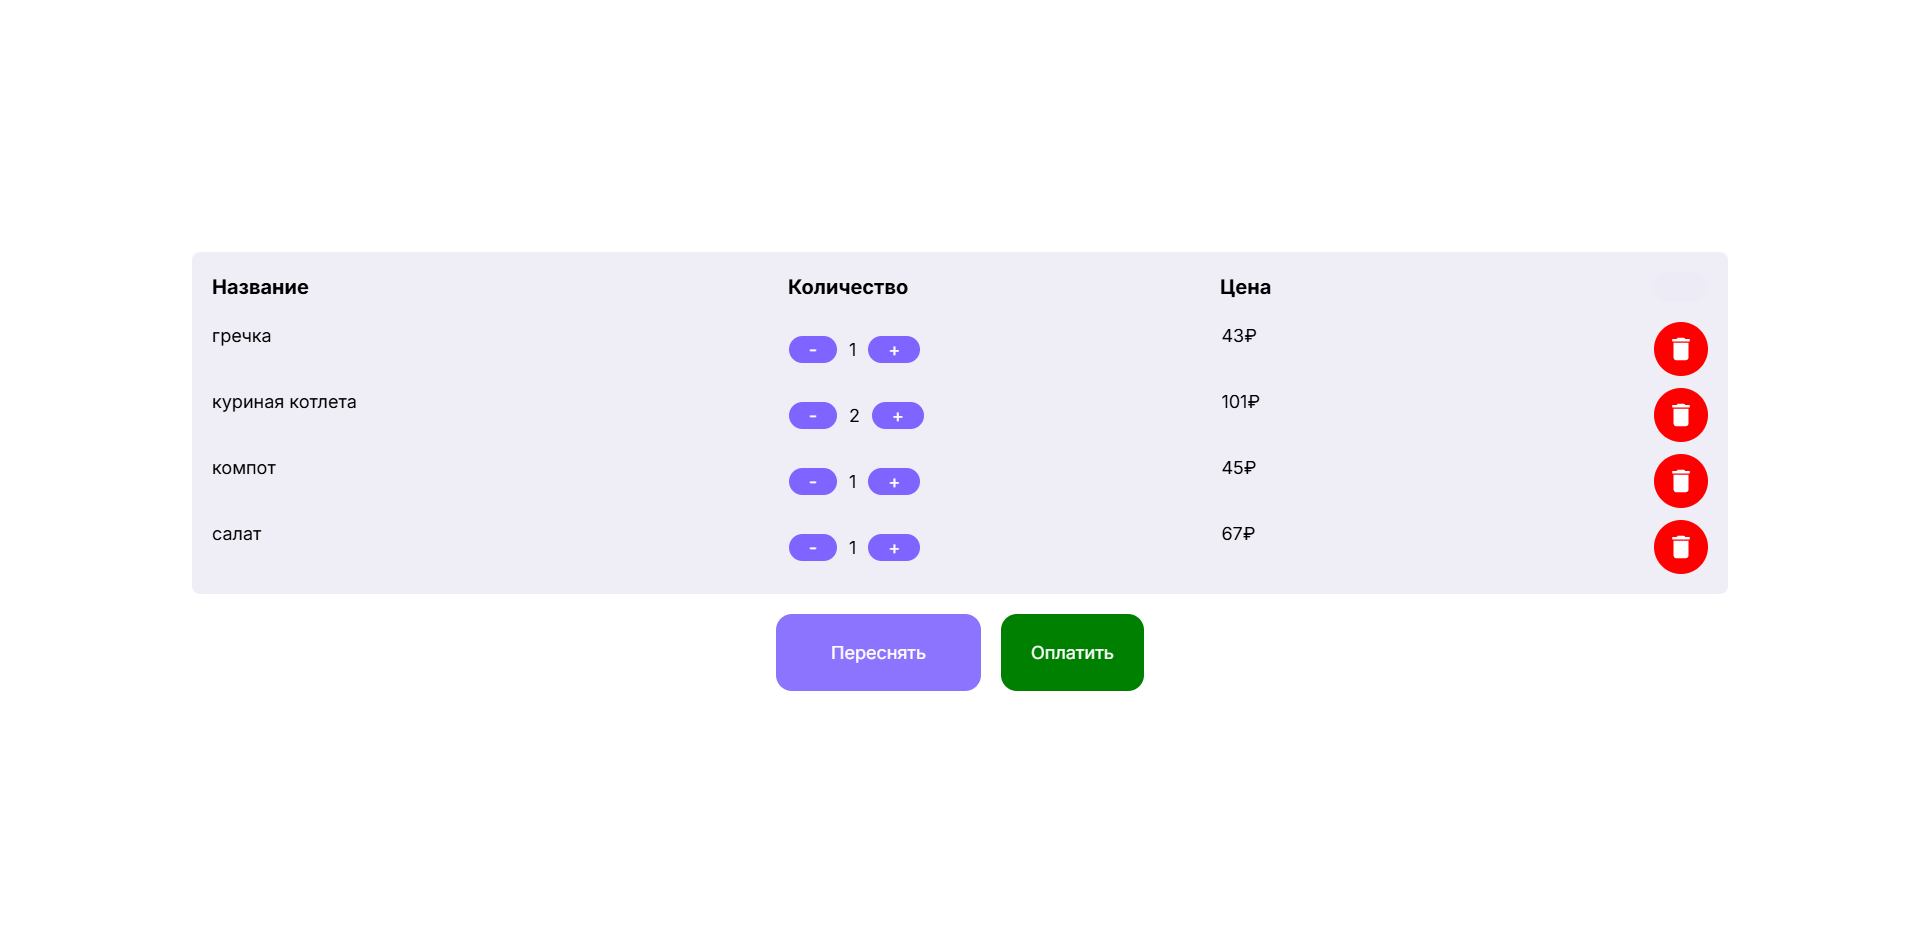 Название Количество Цена
гречка - 1 + 43₽
куриная котлета - 2 + 101₽
компот - 1 + 45₽
салат - 1 + 67₽
Переснять Оплатить